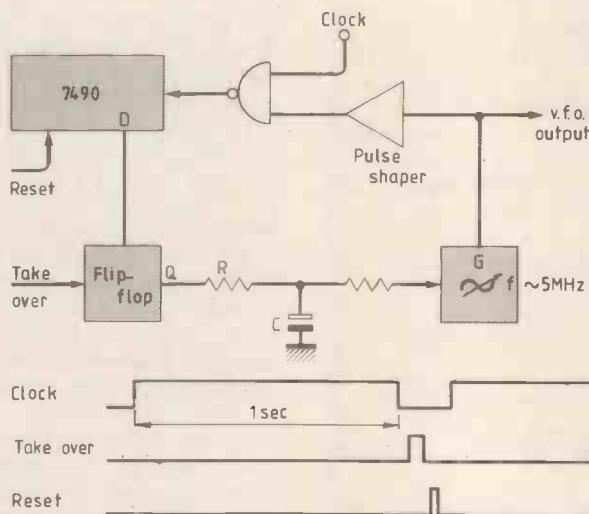 Clock
7490
D
v.f.o.
output
Pulse
shaper
Reset
Take
over
Flip-
flop
Q
R
C
G
f
~5MHz
Clock
1sec
Take over
Reset